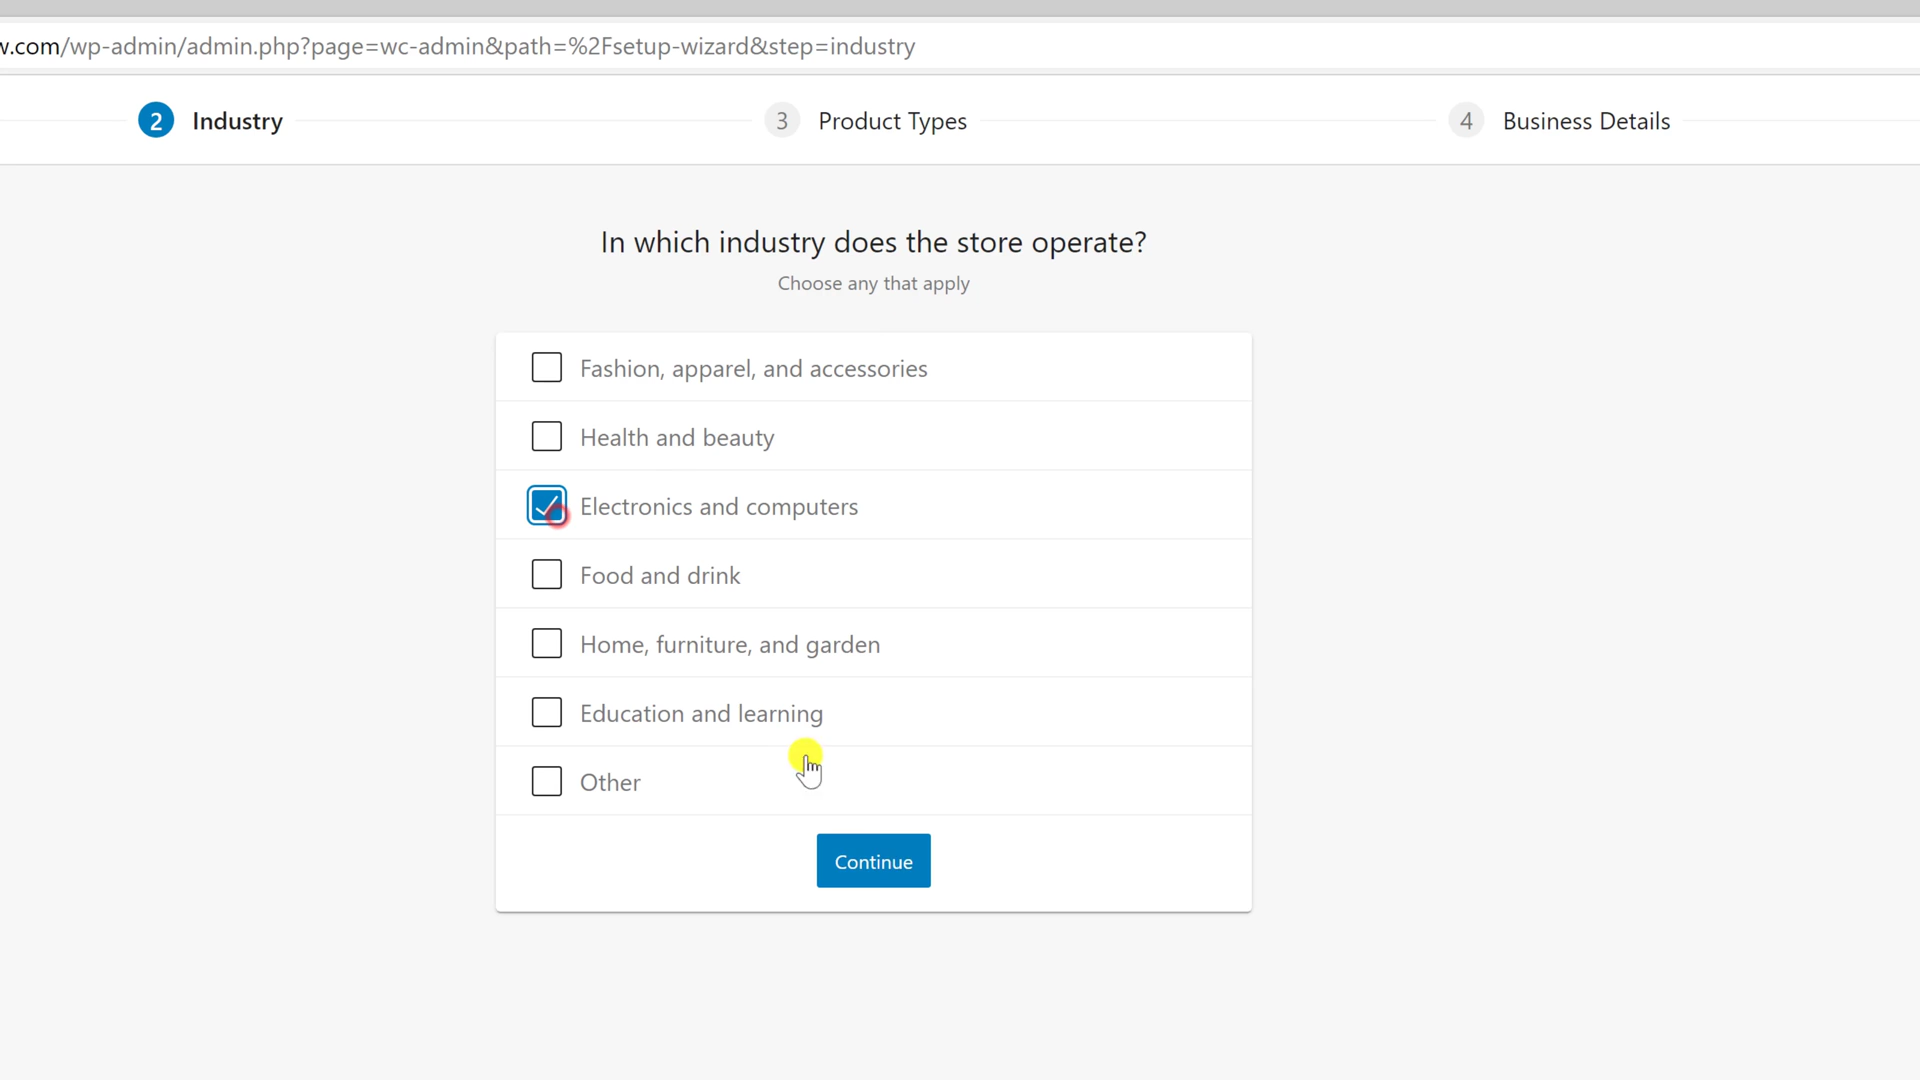 w.com/wp-admin/admin.php?page=wc-admin&path=%2Fsetup-wizard&step=industry
2 Industry 3 Product Types 4 Business Details
In which industry does the store operate?
Choose any that apply
Fashion, apparel, and accessories
Health and beauty
Electronics and computers
Food and drink
Home, furniture, and garden
Education and learning
Other
Continue